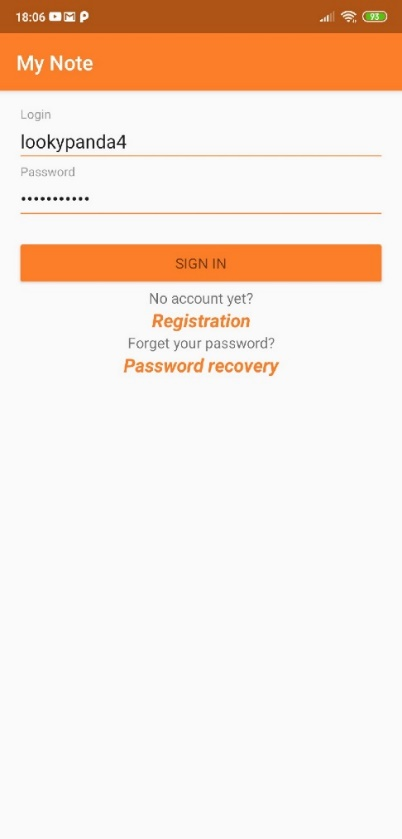 18:06 93
My Note
Login
lookypanda4
Password
•••••••••••
SIGN IN
No account yet?
Registration
Forget your password?
Password recovery